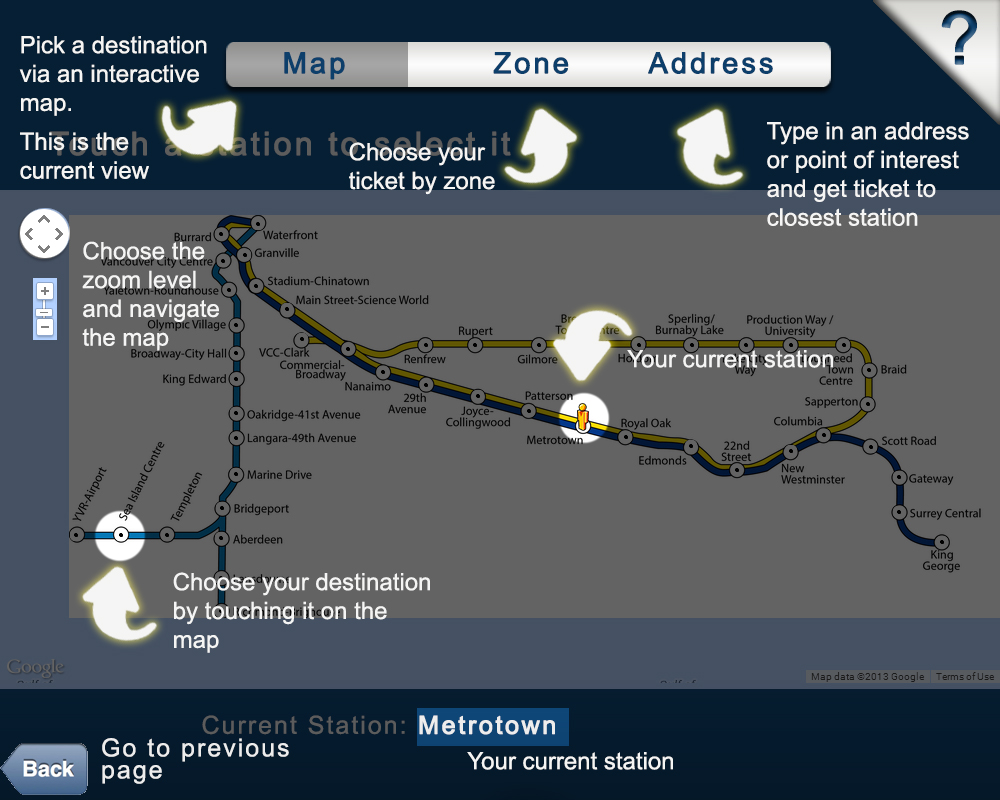 Pick a destination
via an interactive
map.
This is the
current view
Map
Zone
Address
?
Touch a station to select it
Choose your
ticket by zone
Type in an address
or point of interest
and get ticket to
closest station
Choose the
zoom level
and navigate
the map
Burrard
Waterfront
Vancouver City Centre
Granville
Yaletown-Roundhouse
Stadium-Chinatown
Main Street-Science World
Olympic Village
Broadway-City Hall
King Edward
Oakridge-41st Avenue
Langara-49th Avenue
Marine Drive
Bridgeport
Aberdeen
YVR-Airport
Sea Island Centre
Templeton
VCC-Clark
Commercial-
Broadway
Nanaimo
29th
Avenue
Joyce-
Collingwood
Patterson
Metrotown
Royal Oak
Edmonds
22nd
Street
New
Westminster
Columbia
Sapperton
Braid
Town
Centre
Rupert
Renfrew
Gilmore
Sperling/
Burnaby Lake
Production Way /
University
Way
Your current station
Scott Road
Gateway
Surrey Central
King
George
Choose your destination
by touching it on the
map
Google
Map data ©2013 Google
Terms of Use
Current Station: Metrotown
Your current station
Back
Go to previous
page